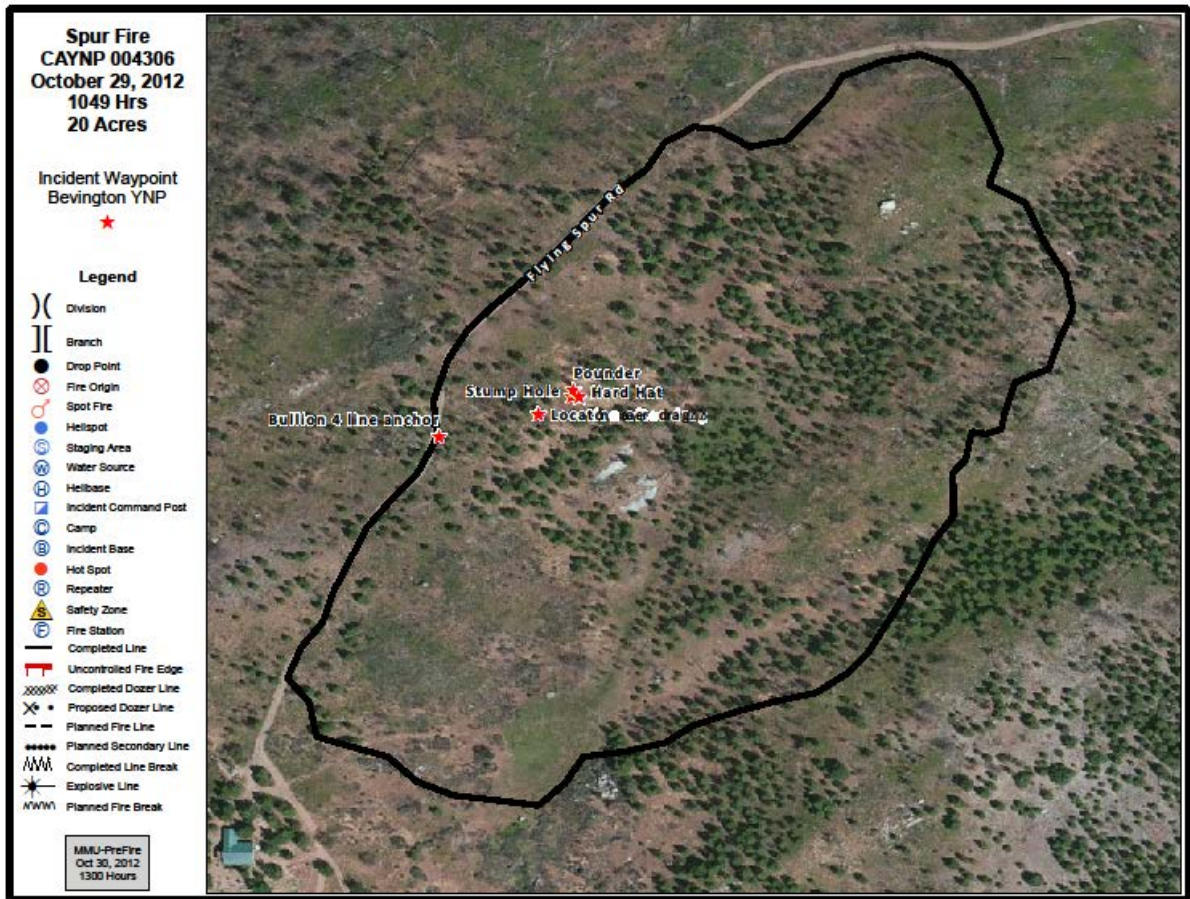 Spur Fire
CAYNP 004306
October 29, 2012
1049 Hrs
20 Acres
Incident Waypoint
Bevington YNP
Legend
Division
Branch
Drop Point
Fire Origin
Spot Fire
Helispot
S Staging Area
W Water Source
H Helibase
Incident Command Post
C Camp
B Incident Base
Hot Spot
R Repeater
S Safety Zone
F Fire Station
Completed Line
Uncontrolled Fire Edge
Completed Dozer Line
Proposed Dozer Line
Planned Fire Line
Planned Secondary Line
Completed Line Break
Explosive Line
Planned Fire Break
MMU-PreFire
Oct 30, 2012
1300 Hours
Flying Spur Rd
Pounder
Stump Hole
Hard Hat
Bullion 4 line anchor